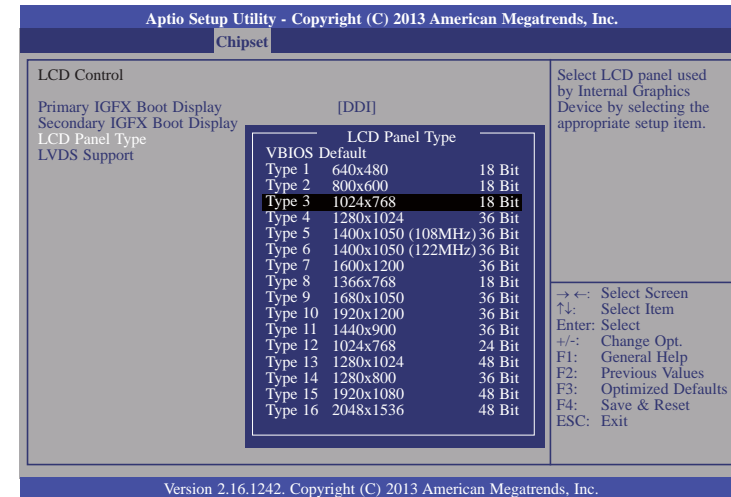 Aptio Setup Utility - Copyright (C) 2013 American Megatrends, Inc.
Chipset
LCD Control
Primary IGFX Boot Display [DDI]
Secondary IGFX Boot Display
LCD Panel Type
LVDS Support
LCD Panel Type
VBIOS Default
Type 1 640x480 18 Bit
Type 2 800x600 18 Bit
Type 3 1024x768 18 Bit
Type 4 1280x1024 36 Bit
Type 5 1400x1050 (108MHz) 36 Bit
Type 6 1400x1050 (122MHz) 36 Bit
Type 7 1600x1200 36 Bit
Type 8 1366x768 18 Bit
Type 9 1680x1050 36 Bit
Type 10 1920x1200 36 Bit
Type 11 1440x900 36 Bit
Type 12 1024x768 24 Bit
Type 13 1280x1024 48 Bit
Type 14 1280x800 36 Bit
Type 15 1920x1080 48 Bit
Type 16 2048x1536 48 Bit
Select LCD panel used
by Internal Graphics
Device by selecting the
appropriate setup item.
→ ←: Select Screen
↑↓: Select Item
Enter: Select
+/-: Change Opt.
F1: General Help
F2: Previous Values
F3: Optimized Defaults
F4: Save & Reset
ESC: Exit
Version 2.16.1242. Copyright (C) 2013 American Megatrends, Inc.